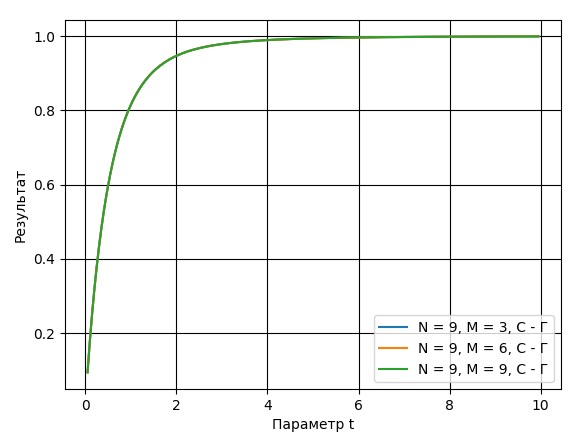 1.0
0.8
0.6
0.4
0.2
Результат
0 2 4 6 8 10
Параметр t
N = 9, M = 3, С - Г
N = 9, M = 6, С - Г
N = 9, M = 9, С - Г